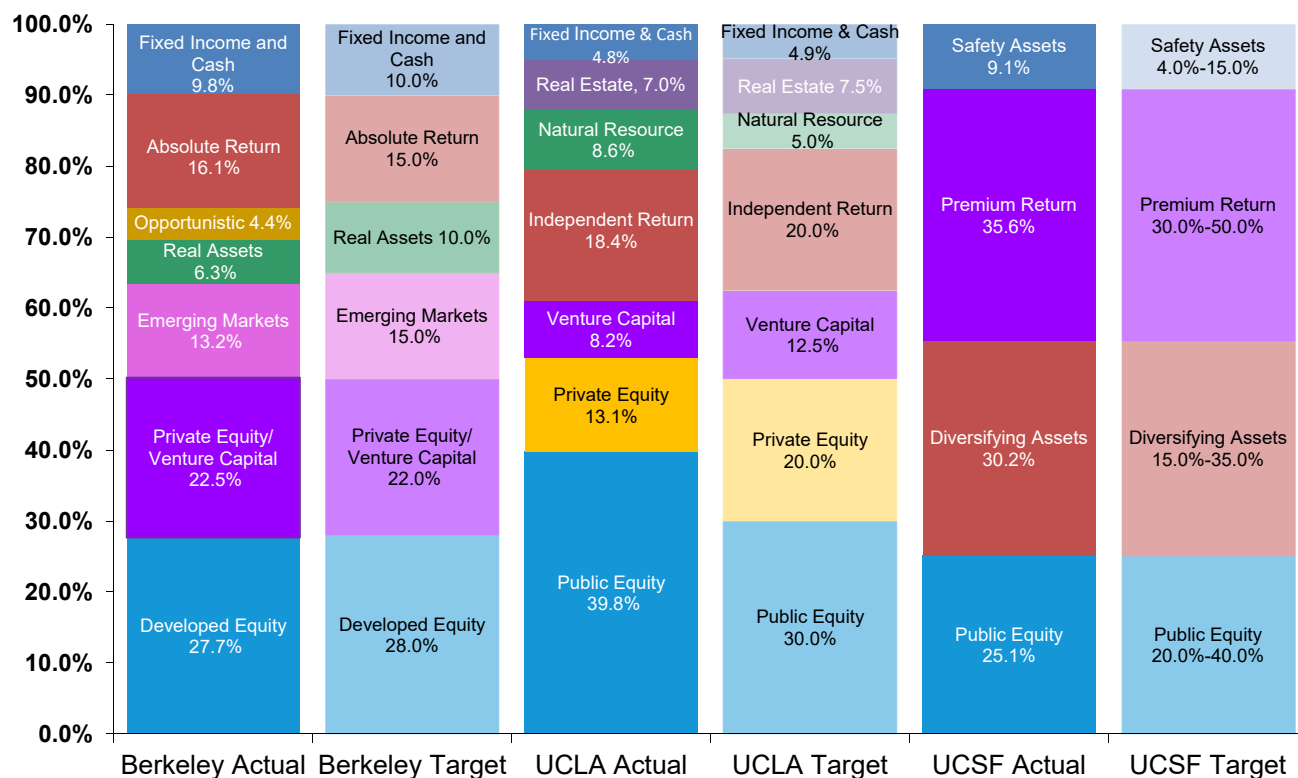 100.0%
90.0%
80.0%
70.0%
60.0%
50.0%
40.0%
30.0%
20.0%
10.0%
0.0%
Fixed Income and
Cash
9.8%
Absolute Return
16.1%
Opportunistic 4.4%
Real Assets
6.3%
Emerging Markets
13.2%
Private Equity/
Venture Capital
22.5%
Developed Equity
27.7%
Fixed Income and
Cash
10.0%
Absolute Return
15.0%
Real Assets 10.0%
Emerging Markets
15.0%
Private Equity/
Venture Capital
22.0%
Developed Equity
28.0%
Fixed Income & Cash
4.8%
Real Estate, 7.0%
Natural Resource
8.6%
Independent Return
18.4%
Venture Capital
8.2%
Private Equity
13.1%
Public Equity
39.8%
Fixed Income & Cash
4.9%
Real Estate 7.5%
Natural Resource
5.0%
Independent Return
20.0%
Venture Capital
12.5%
Private Equity
20.0%
Public Equity
30.0%
Safety Assets
9.1%
Premium Return
35.6%
Diversifying Assets
30.2%
Public Equity
25.1%
Safety Assets
4.0%-15.0%
Premium Return
30.0%-50.0%
Diversifying Assets
15.0%-35.0%
Public Equity
20.0%-40.0%
Berkeley Actual
Berkeley Target
UCLA Actual
UCLA Target
UCSF Actual
UCSF Target